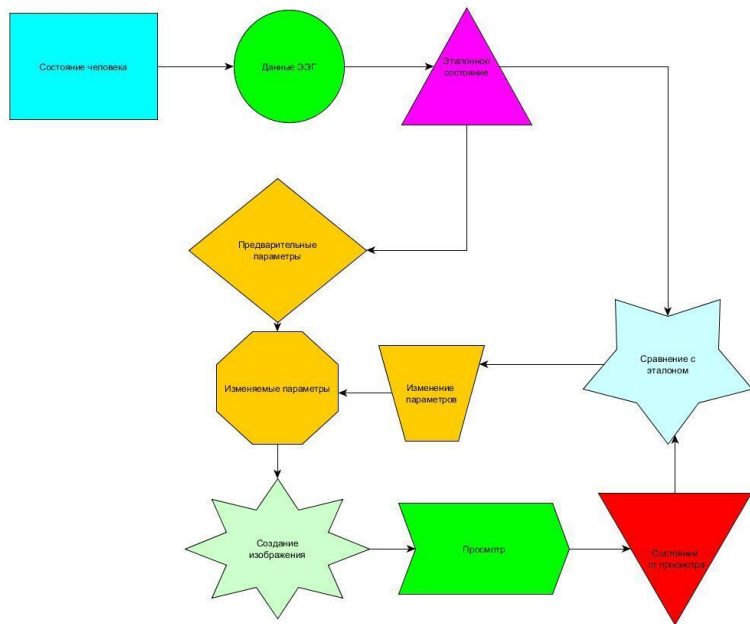 Состояние человека
Данные ЭЭГ
Эталонное
состояние
Предварительные
параметры
Сравнение с
эталоном
Изменяемые параметры
Изменение
параметров
Создание
изображения
Просмотр
Состояние
от просмотра